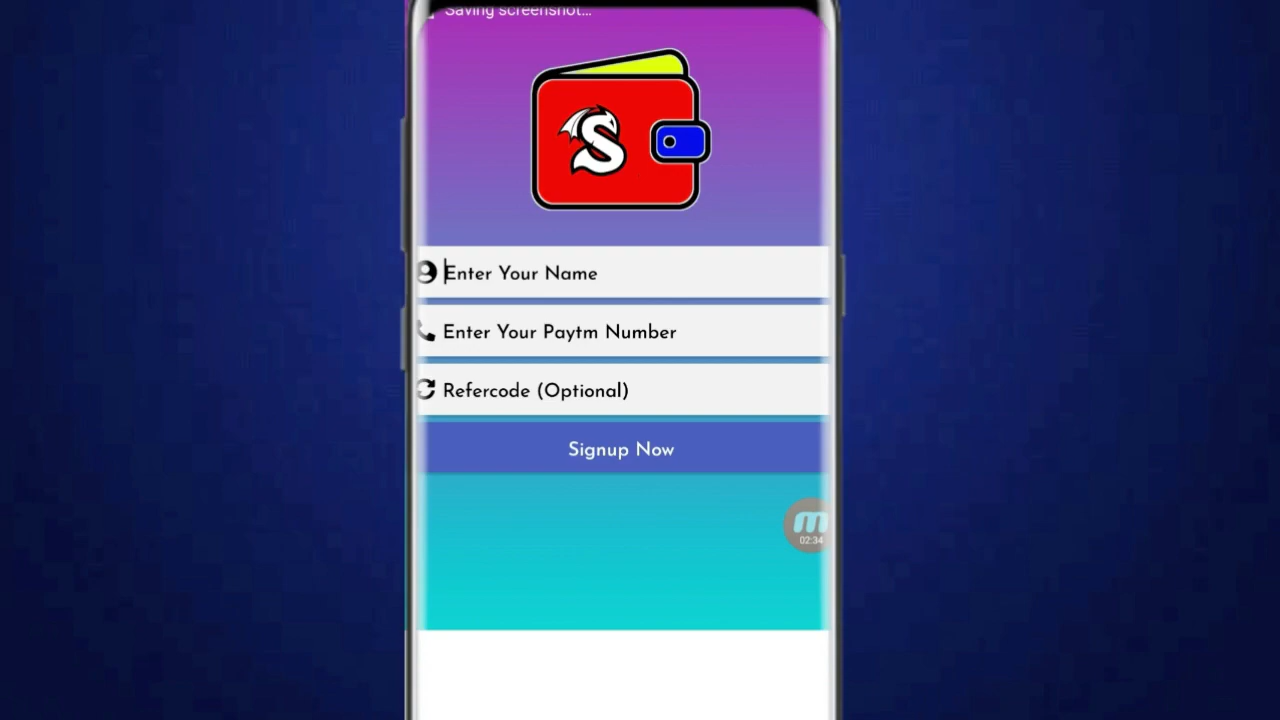 Saving screenshot...
S
Enter Your Name
Enter Your Paytm Number
Refercode (Optional)
Signup Now
m
02:34